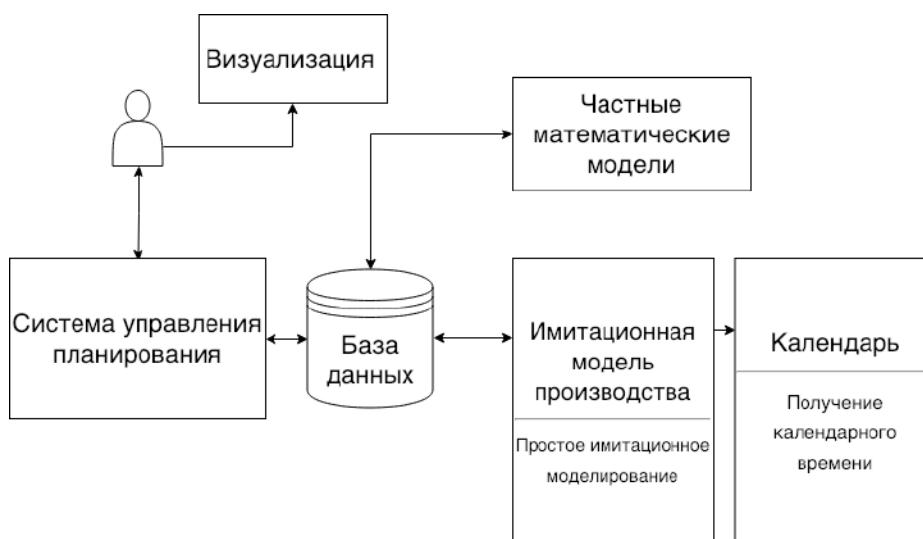 Визуализация
Частные
математические
модели
Система управления
планирования
База
данных
Имитационная
модель
производства
Простое имитационное
моделирование
Календарь
Получение
календарного
времени